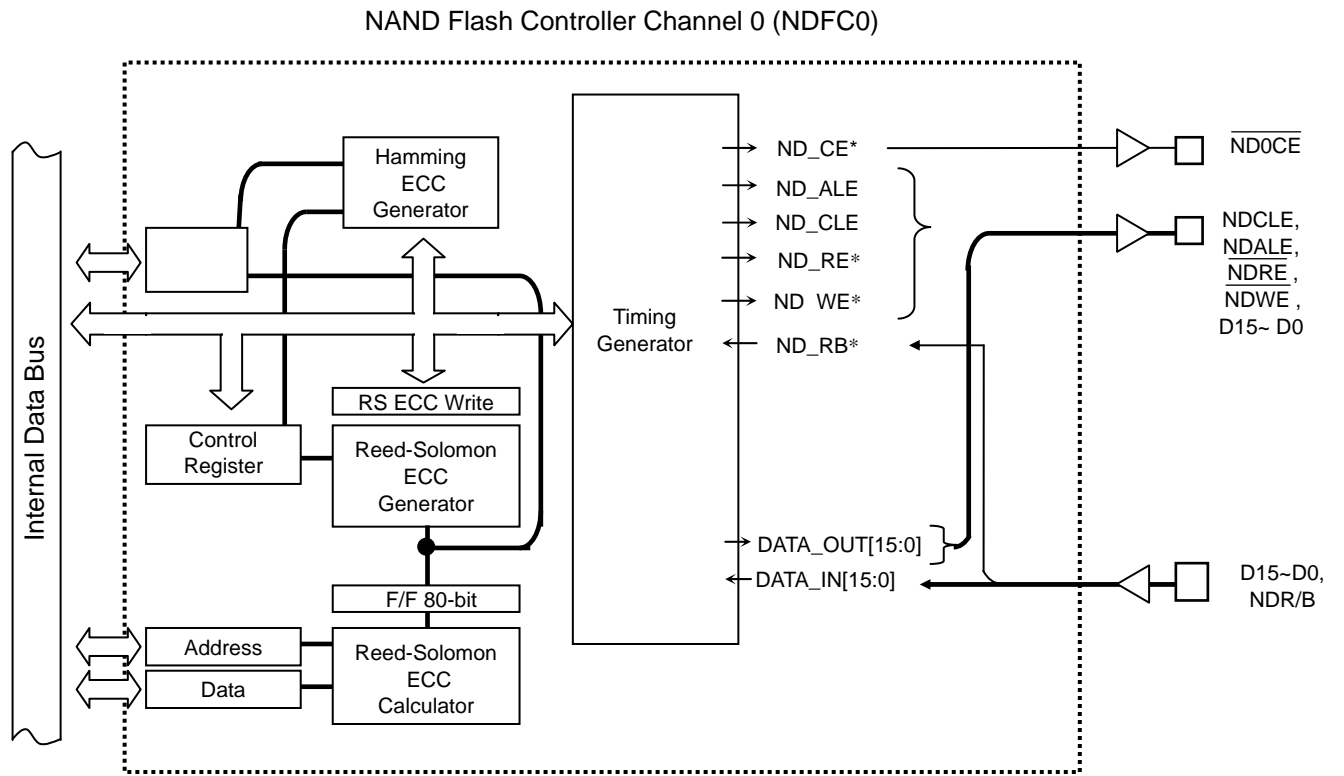 NAND Flash Controller Channel 0 (NDFC0)
Internal Data Bus
Hamming
ECC
Generator
Control
Register
RS ECC Write
Reed-Solomon
ECC
Generator
F/F 80-bit
Address
Data
Reed-Solomon
ECC
Calculator
Timing
Generator
ND_CE*
ND_ALE
ND_CLE
ND_RE*
ND WE*
ND_RB*
DATA_OUT[15:0]
DATA_IN[15:0]
ND0CE
NDCLE,
NDALE,
NDRE ,
NDWE ,
D15~ D0
D15~D0,
NDR/B